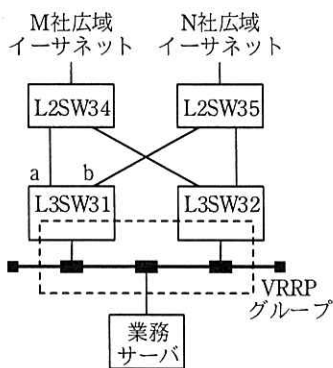 M社広域
イーサネット
N社広域
イーサネット
L2SW34
L2SW35
a
b
L3SW31
L3SW32
VRRP
グループ
業務
サーバ